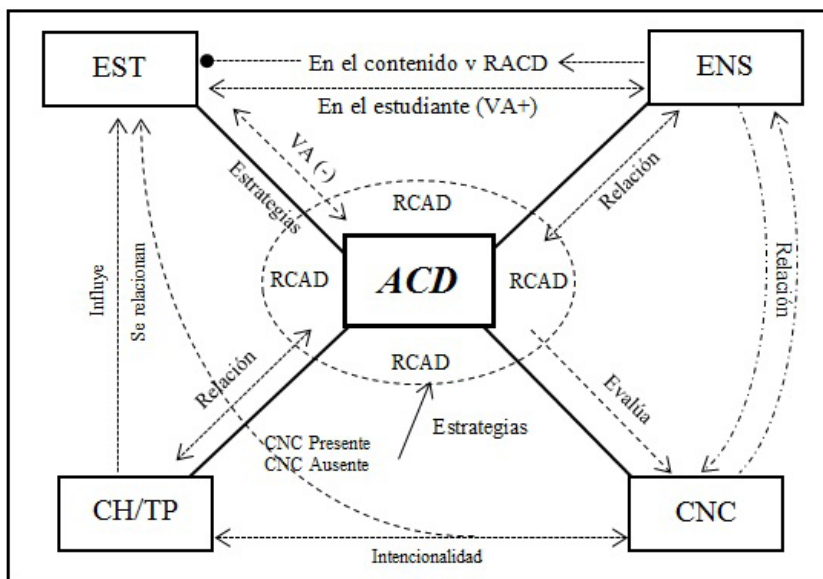 EST
En el contenido v RACD
ENS
En el estudiante (VA+)
VA (-)
Estrategias
Relación
RCAD
RCAD
ACD
RCAD
RCAD
Relación
Influye
Se relacionan
Relación
Evalúa
Estrategias
CNC Presente
CNC Ausente
CH/TP
CNC
Intencionalidad